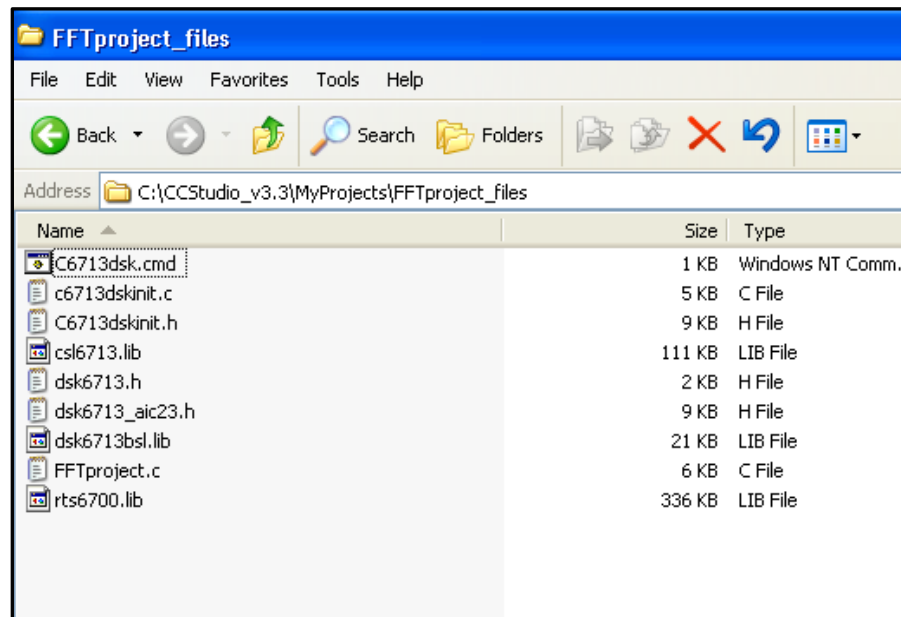 FFTproject_files
File Edit View Favorites Tools Help
Back Search Folders
Address C:\CCStudio_v3.3\MyProjects\FFTproject_files
Name Size Type
C6713dsk.cmd 1 KB Windows NT Comm.
c6713dskinit.c 5 KB C File
C6713dskinit.h 9 KB H File
csl6713.lib 111 KB LIB File
dsk6713.h 2 KB H File
dsk6713_aic23.h 9 KB H File
dsk6713bsl.lib 21 KB LIB File
FFTproject.c 6 KB C File
rts6700.lib 336 KB LIB File